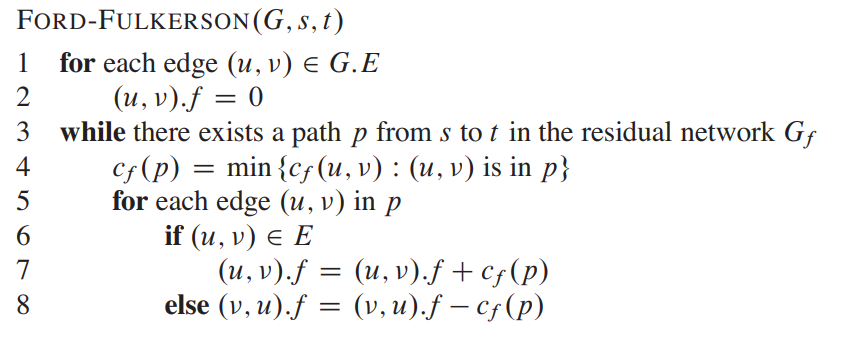 FORD-FULKERSON(G, s, t)
1 for each edge (u, v) ∈ G.E
2 (u, v).f = 0
3 while there exists a path p from s to t in the residual network G_f
4 c_f(p) = min {c_f(u, v) : (u, v) is in p}
5 for each edge (u, v) in p
6 if (u, v) ∈ E
7 (u, v).f = (u, v).f + c_f(p)
8 else (v, u).f = (v, u).f − c_f(p)